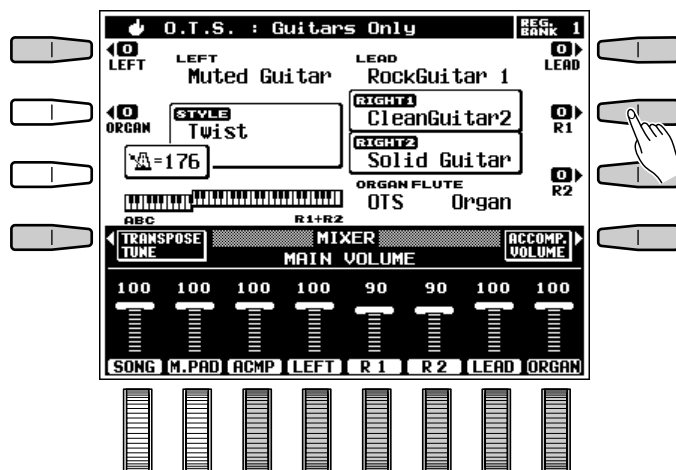 O.T.S. : Guitars Only
REG. BANK 1
0
LEFT
LEFT
Muted Guitar
LEAD
RockGuitar 1
0
LEAD
0
ORGAN
STYLE
Twist
=176
RIGHT1
CleanGuitar2
0
R1
RIGHT2
Solid Guitar
0
R2
ORGAN FLUTE
OTS Organ
ABC
R1+R2
TRANSPOSE
TUNE
MIXER
MAIN VOLUME
ACCOMP.
VOLUME
100 100 100 100 90 90 100 100
SONG M.PAD ACMP LEFT R 1 R 2 LEAD ORGAN